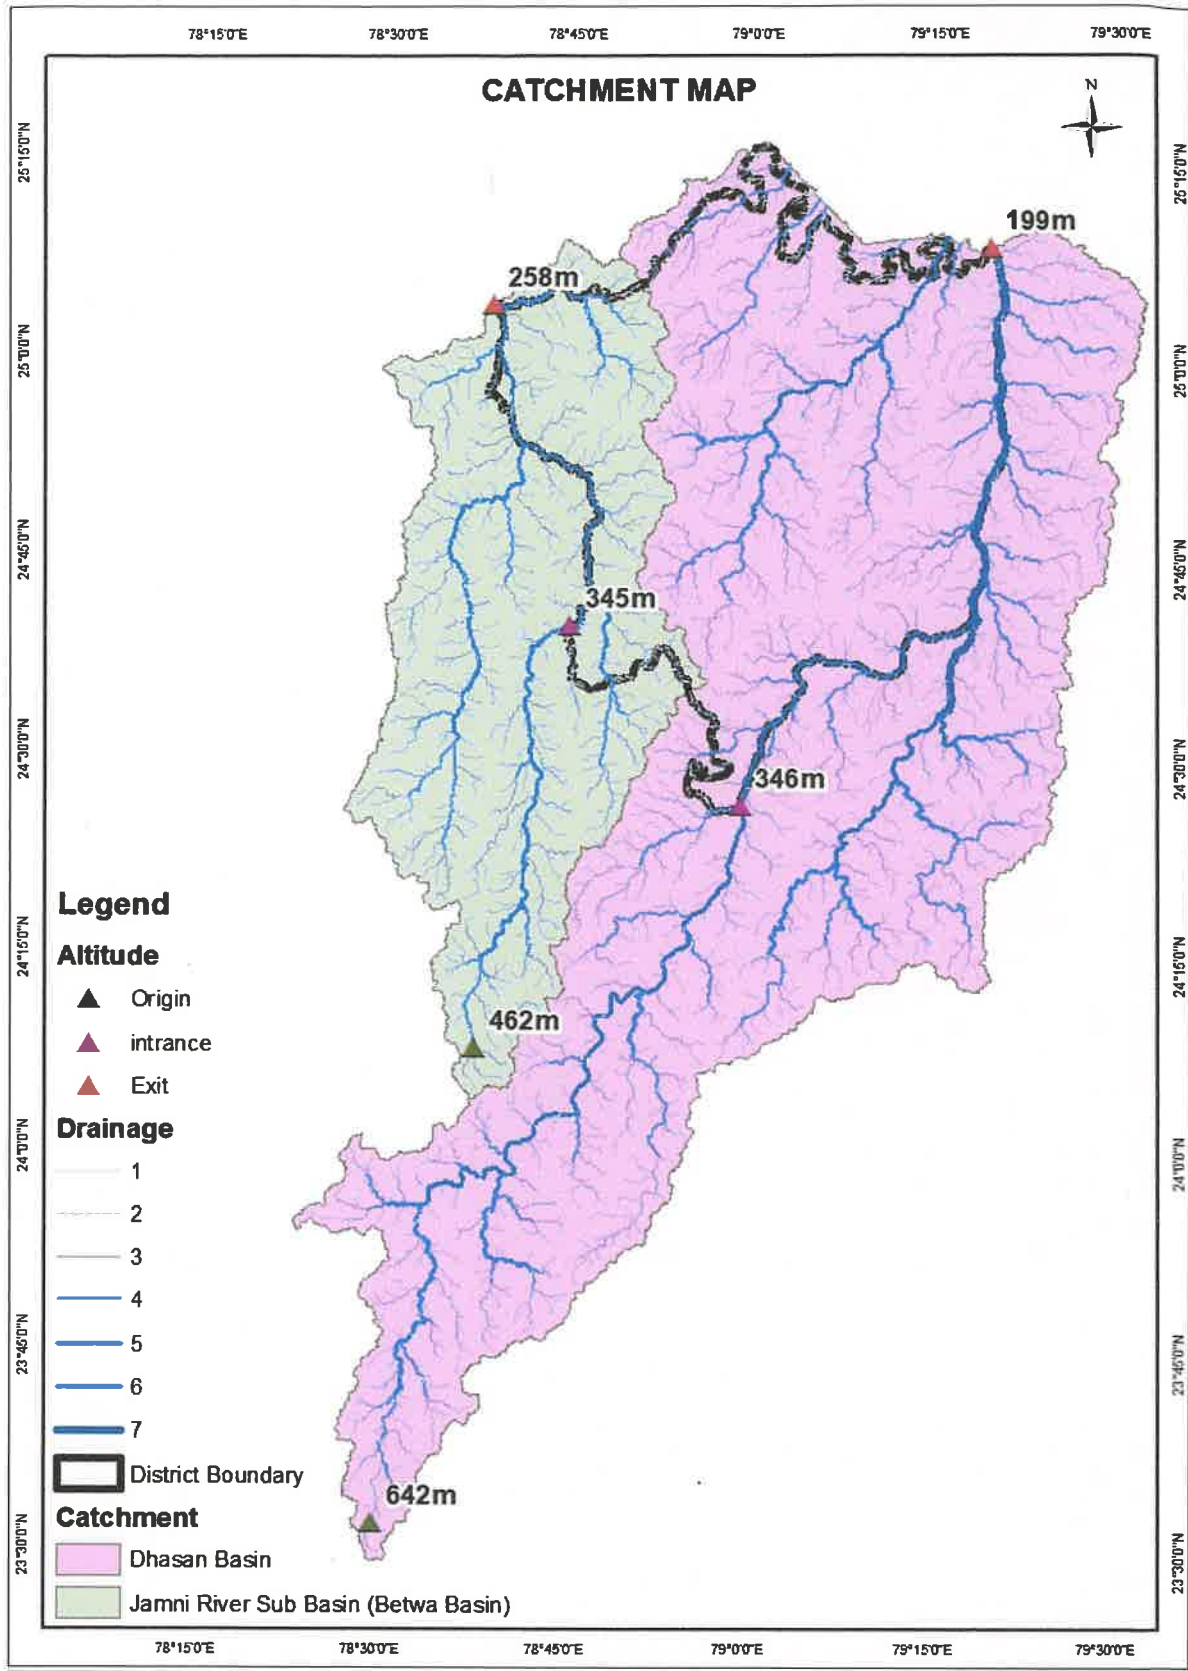 78°15'0"E 78°30'0"E 78°45'0"E 79°0'0"E 79°15'0"E 79°30'0"E
CATCHMENT MAP
N
25°15'0"N
25°15'0"N
199m
258m
25°0'0"N
25°0'0"N
24°45'0"N
24°45'0"N
345m
24°30'0"N
24°30'0"N
346m
Legend
Altitude
24°15'0"N
24°15'0"N
Origin
462m
intrance
Exit
Drainage
24°0'0"N
24°0'0"N
1
2
3
4
5
23°45'0"N
23°45'0"N
6
7
District Boundary
642m
Catchment
23°30'0"N
23°30'0"N
Dhasan Basin
Jamni River Sub Basin (Betwa Basin)
78°15'0"E 78°30'0"E 78°45'0"E 79°0'0"E 79°15'0"E 79°30'0"E